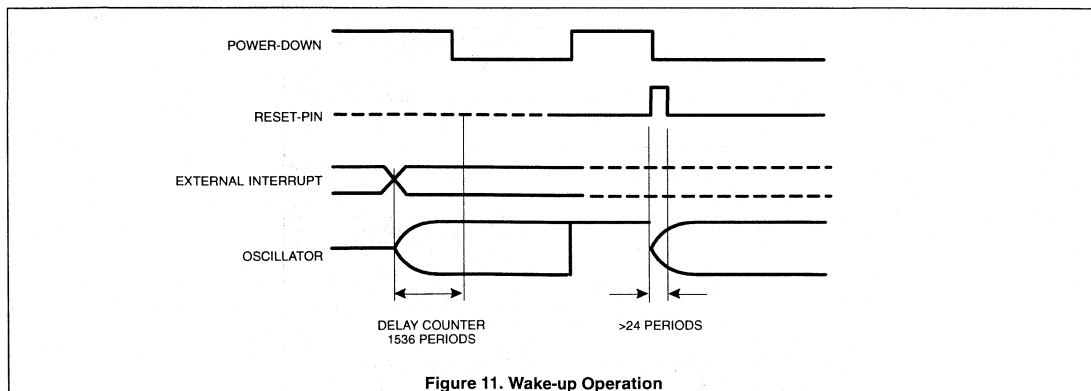 POWER-DOWN
RESET-PIN
EXTERNAL INTERRUPT
OSCILLATOR
DELAY COUNTER
1536 PERIODS
>24 PERIODS
Figure 11. Wake-up Operation